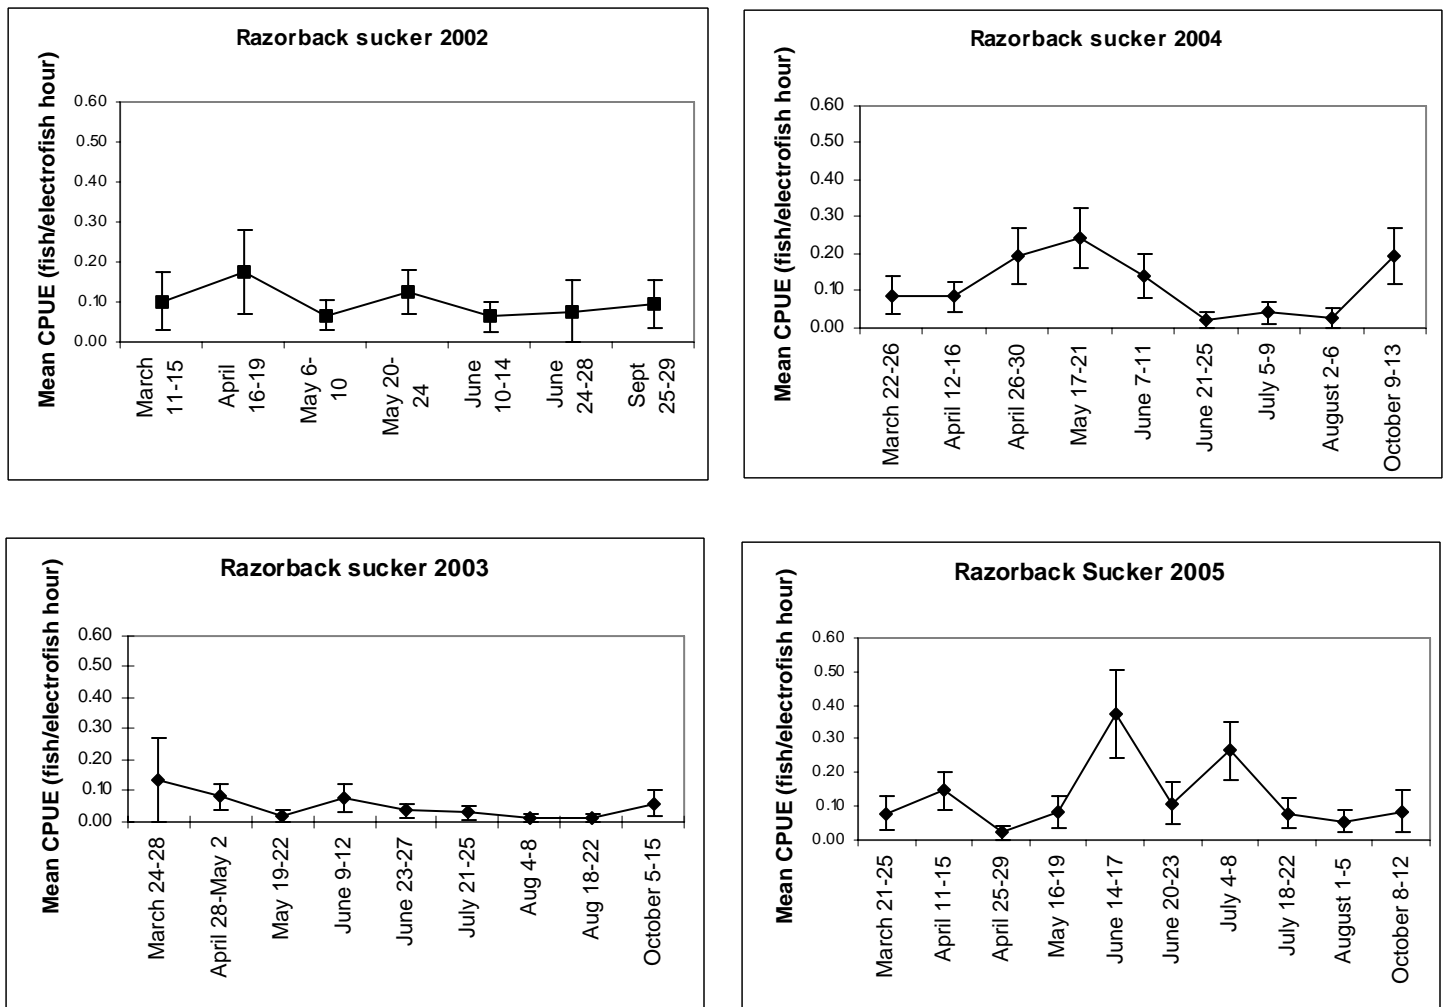 Razorback sucker 2002
Mean CPUE (fish/electrofish hour)
0.60
0.50
0.40
0.30
0.20
0.10
0.00
March
11-15
April
16-19
May 6-
10
May 20-
24
June
10-14
June
24-28
Sept
25-29
Razorback sucker 2004
Mean CPUE (fish/electrofish hour)
0.60
0.50
0.40
0.30
0.20
0.10
0.00
March 22-26
April 12-16
April 26-30
May 17-21
June 7-11
June 21-25
July 5-9
August 2-6
October 9-13
Razorback sucker 2003
Mean CPUE (fish/electrofish hour)
0.60
0.50
0.40
0.30
0.20
0.10
0.00
March 24-28
April 28-May 2
May 19-22
June 9-12
June 23-27
July 21-25
Aug 4-8
Aug 18-22
October 5-15
Razorback Sucker 2005
Mean CPUE (fish/electrofish hour)
0.60
0.50
0.40
0.30
0.20
0.10
0.00
March 21-25
April 11-15
April 25-29
May 16-19
June 14-17
June 20-23
July 4-8
July 18-22
August 1-5
October 8-12